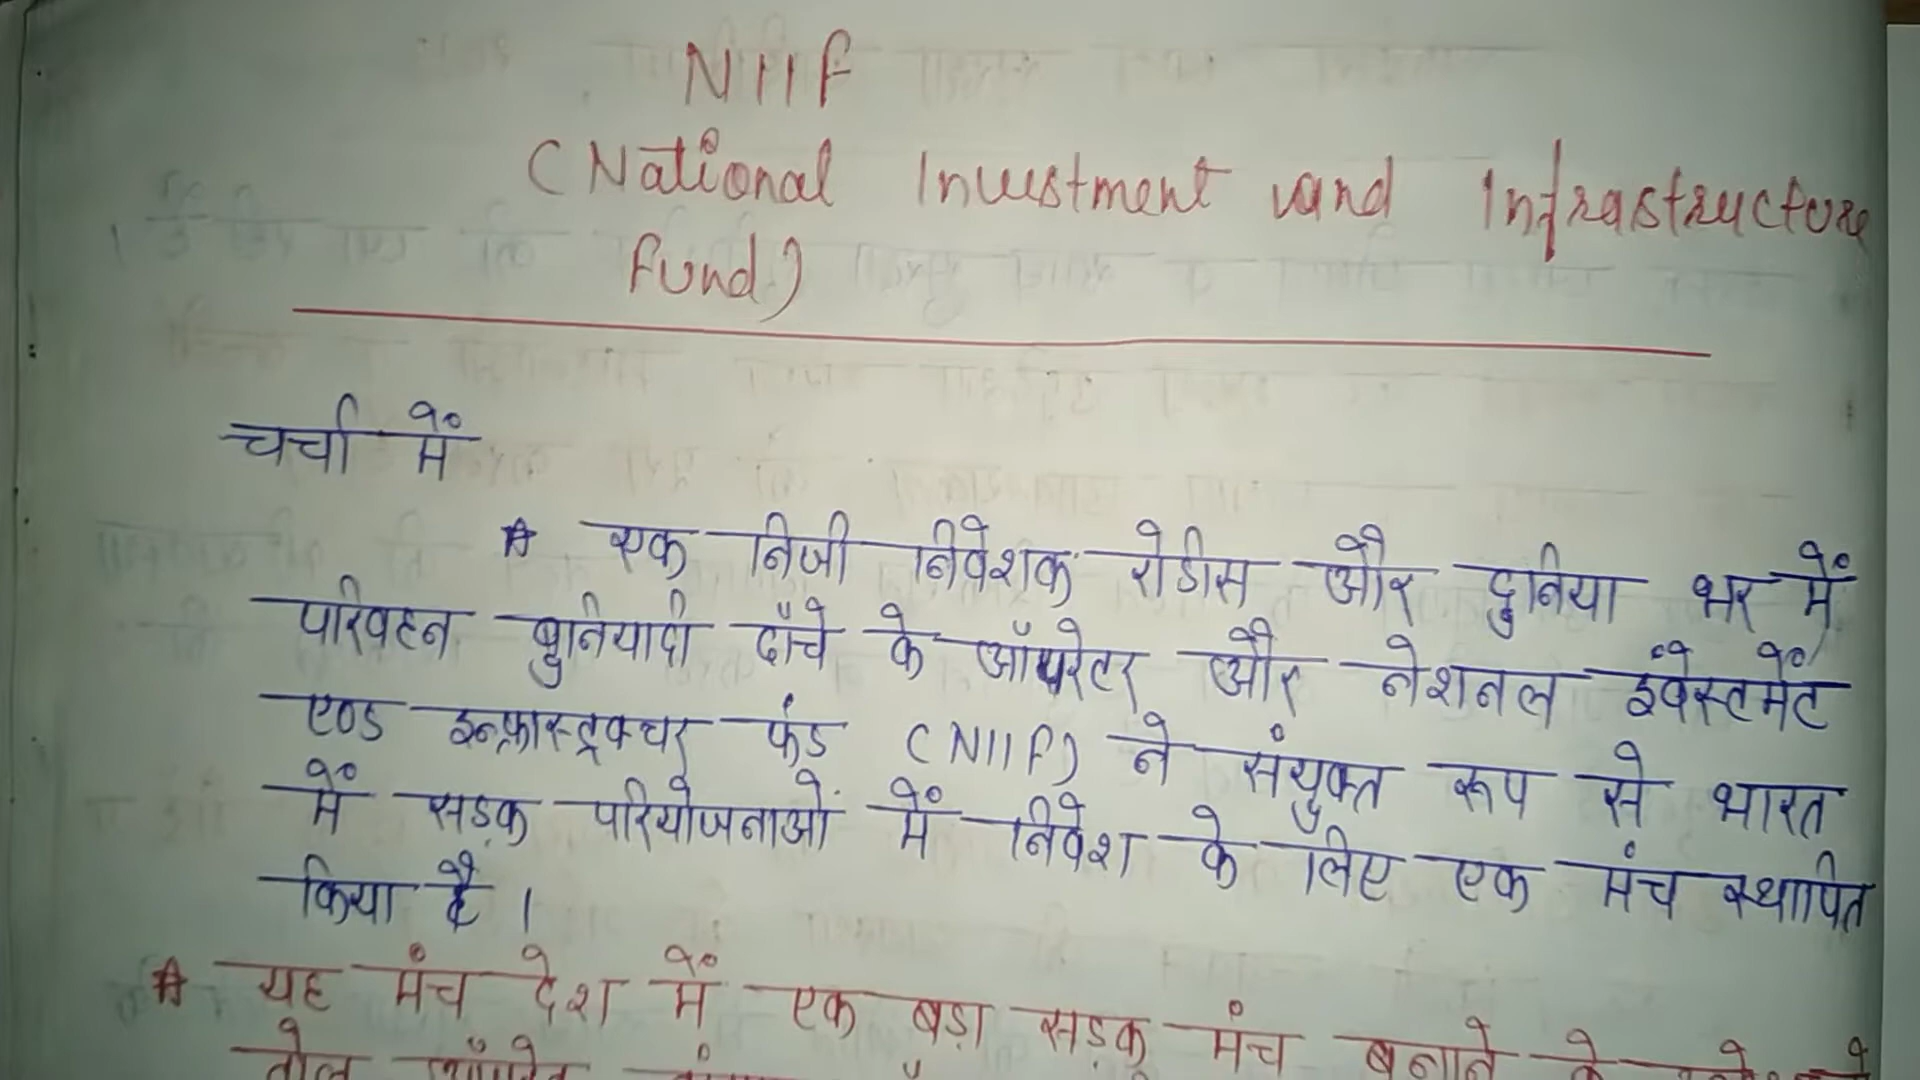 NIIF
(National Investment and Infrastructure
Fund)
चर्चा में
* एक निजी निवेशक रोडीस और दुनिया भर में
परिवहन बुनियादी ढाँचे के ऑपरेटर और नेशनल इंवेस्टमेंट
एण्ड इन्फ्रास्ट्रक्चर फंड (NIIF) ने संयुक्त रूप से भारत
में सड़क परियोजनाओं में निवेश के लिए एक मंच स्थापित
किया है ।
* यह मंच देश में एक बड़ा सड़क मंच बनाने के